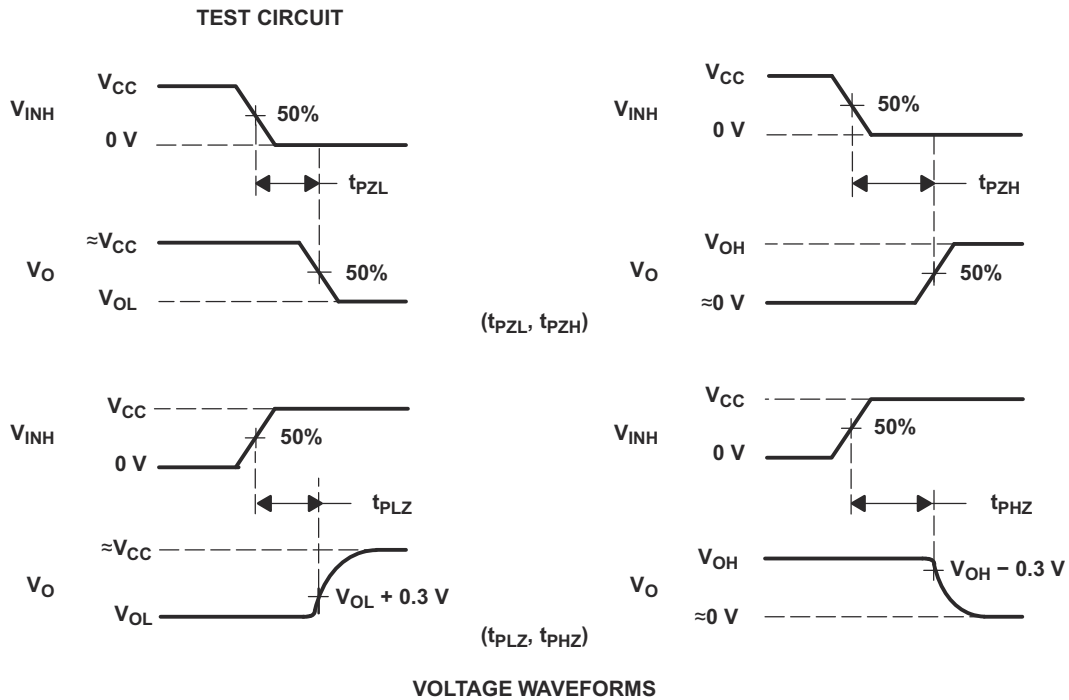 TEST CIRCUIT
V_INH
V_CC
0 V
50%
t_PZL
V_O
≈V_CC
V_OL
50%
V_INH
V_CC
0 V
50%
t_PZH
V_O
V_OH
≈0 V
50%
(t_PZL, t_PZH)
V_INH
V_CC
0 V
50%
t_PLZ
V_O
≈V_CC
V_OL
V_OL + 0.3 V
V_INH
V_CC
0 V
50%
t_PHZ
V_O
V_OH
≈0 V
V_OH − 0.3 V
(t_PLZ, t_PHZ)
VOLTAGE WAVEFORMS